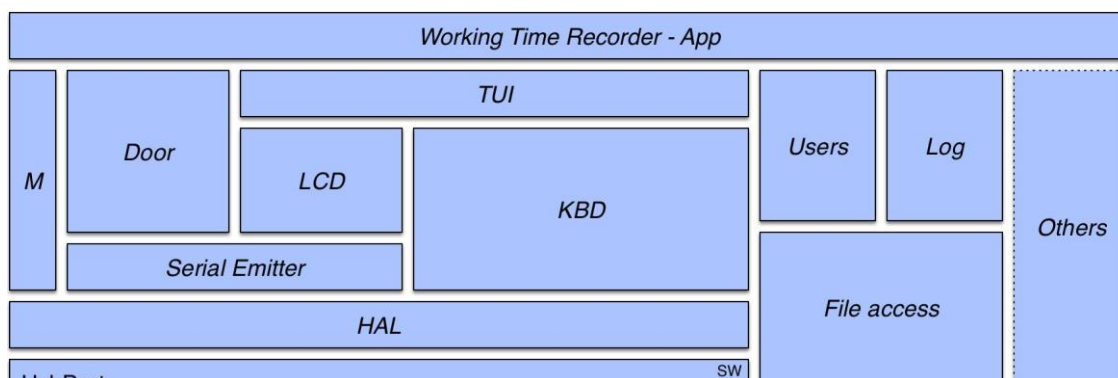 Working Time Recorder - App
TUI
Door
Users
Log
M
LCD
KBD
Others
Serial Emitter
File access
HAL
SW